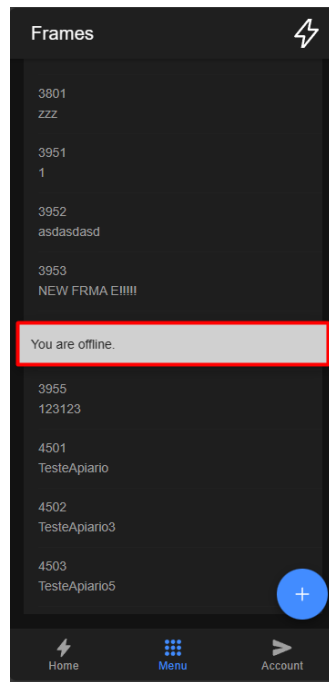 Frames
3801
zzz
3951
1
3952
asdasdasd
3953
NEW FRMA E!!!!!
You are offline.
3955
123123
4501
TesteApiario
4502
TesteApiario3
4503
TesteApiario5
+
Home
Menu
Account